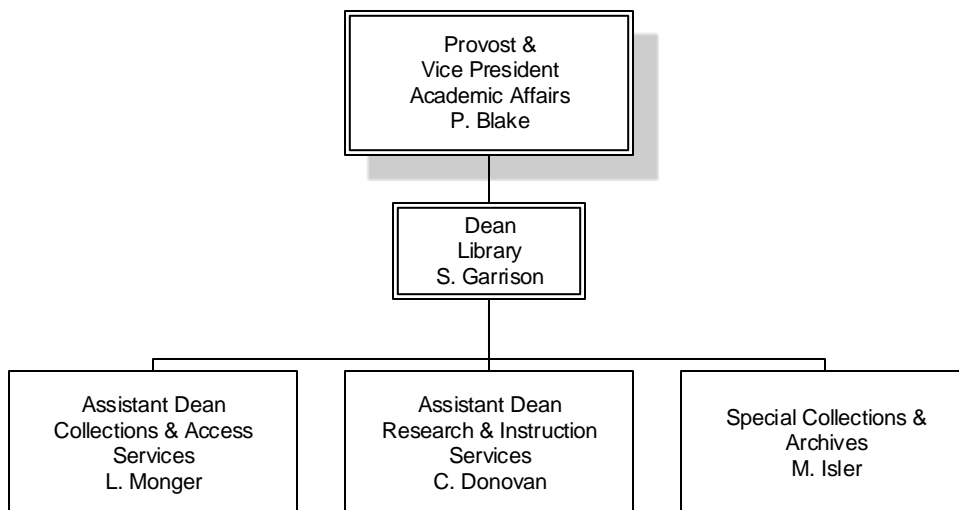 Provost &
Vice President
Academic Affairs
P. Blake
Dean
Library
S. Garrison
Assistant Dean
Collections & Access
Services
L. Monger
Assistant Dean
Research & Instruction
Services
C. Donovan
Special Collections &
Archives
M. Isler